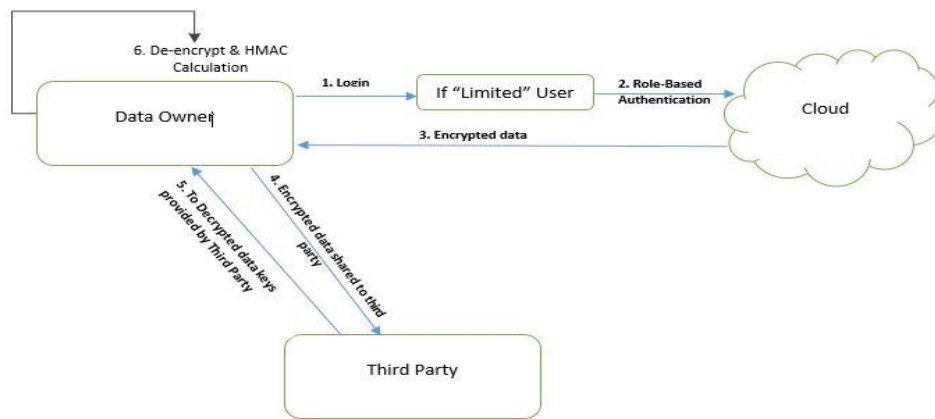 6. De-encrypt & HMAC
Calculation
1. Login
If “Limited” User
2. Role-Based
Authentication
Cloud
Data Owner
3. Encrypted data
4. Encrypted data shared to third
party
5. To Decrypted data keys
provided by Third Party
Third Party